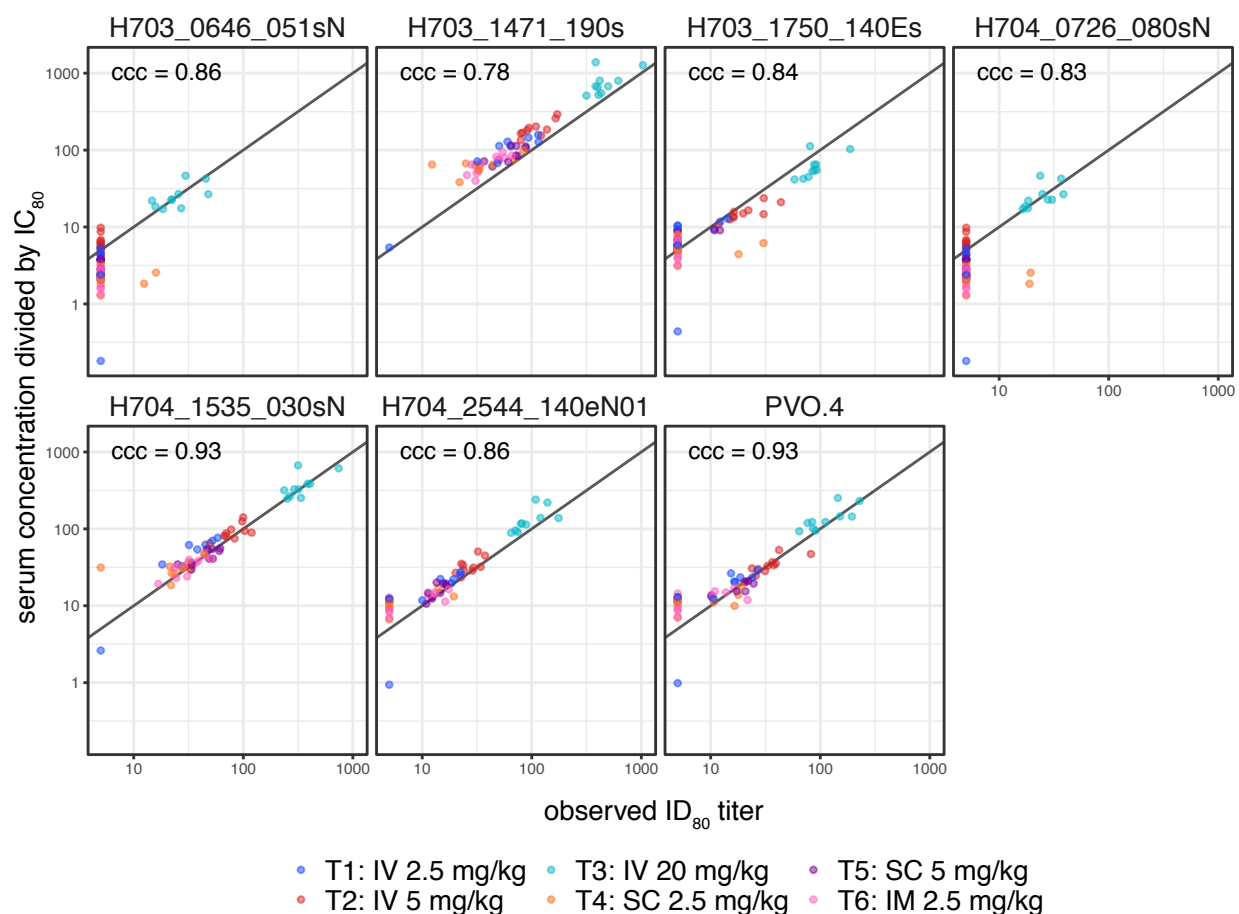 H703_0646_051sN H703_1471_190s H703_1750_140Es H704_0726_080sN
ccc = 0.86 ccc = 0.78 ccc = 0.84 ccc = 0.83
1000
100
10
1
10 100 1000
H704_1535_030sN H704_2544_140eN01 PVO.4
ccc = 0.93 ccc = 0.86 ccc = 0.93
1000
100
10
1
10 100 1000 10 100 1000 10 100 1000
serum concentration divided by IC80
observed ID80 titer
T1: IV 2.5 mg/kg T3: IV 20 mg/kg T5: SC 5 mg/kg
T2: IV 5 mg/kg T4: SC 2.5 mg/kg T6: IM 2.5 mg/kg